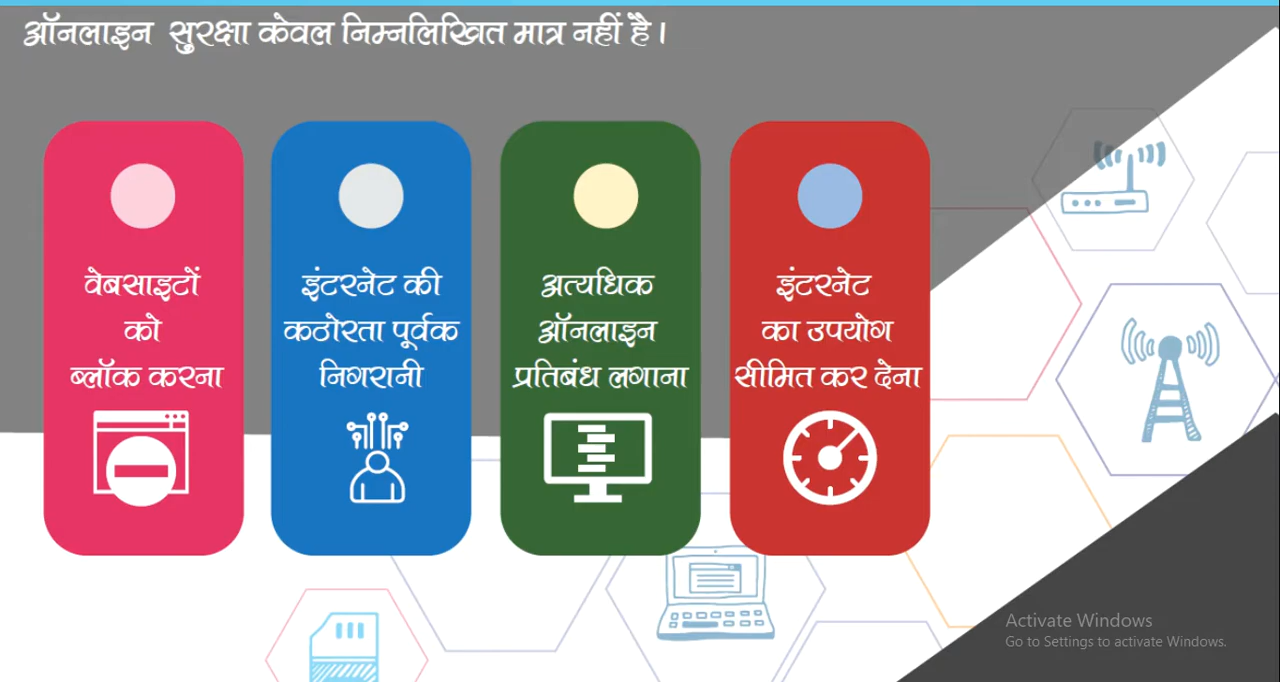 ऑनलाइन सुरक्षा केवल निम्नलिखित मात्र नहीं है।
वेबसाइटों
को
ब्लॉक करना
इंटरनेट की
कठोरता पूर्वक
निगरानी
अत्यधिक
ऑनलाइन
प्रतिबंध लगाना
इंटरनेट
का उपयोग
सीमित कर देना
Activate Windows
Go to Settings to activate Windows.